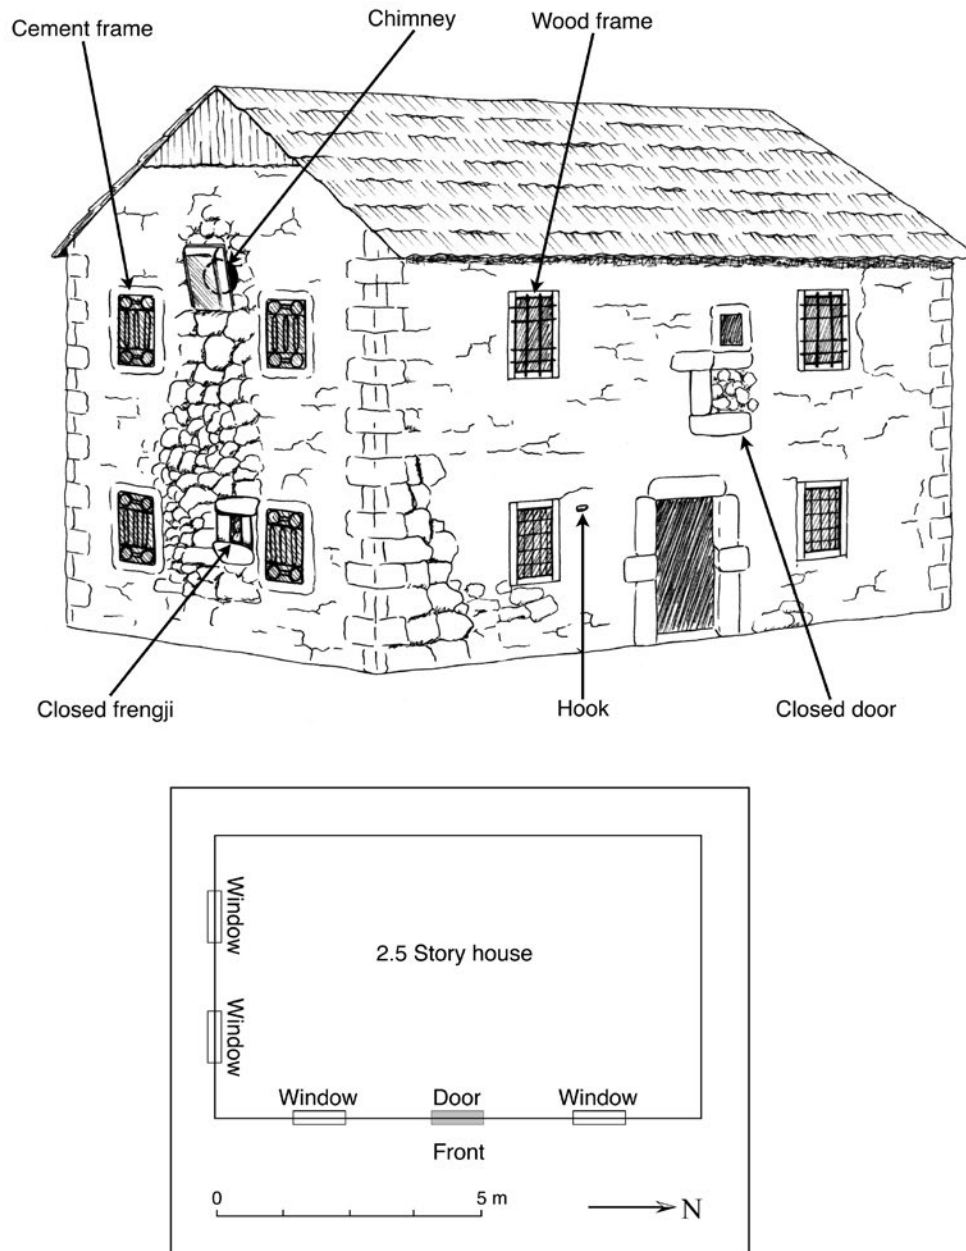 Cement frame
Chimney
Wood frame
Closed frengji
Hook
Closed door
Window
Window
2.5 Story house
Window
Door
Window
Front
0
5 m
N